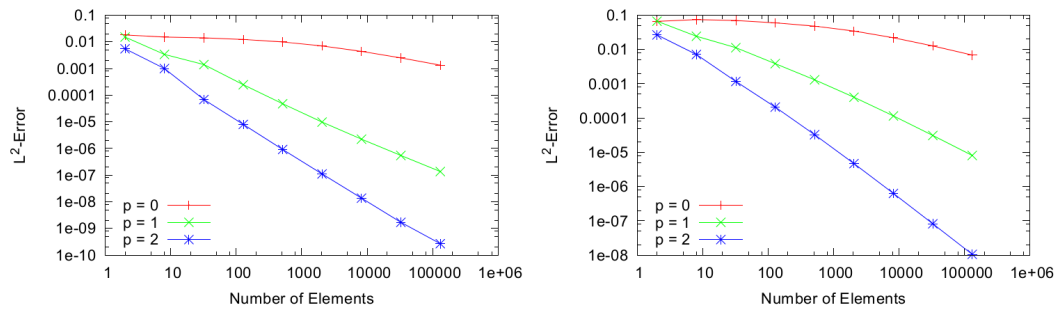 0.1
0.01
0.001
0.0001
1e-05
1e-06
1e-07
1e-08
1e-09
1e-10
L²-Error
p = 0
p = 1
p = 2
1 10 100 1000 10000 100000 1e+06
Number of Elements
0.1
0.01
0.001
0.0001
1e-05
1e-06
1e-07
1e-08
L²-Error
p = 0
p = 1
p = 2
1 10 100 1000 10000 100000 1e+06
Number of Elements